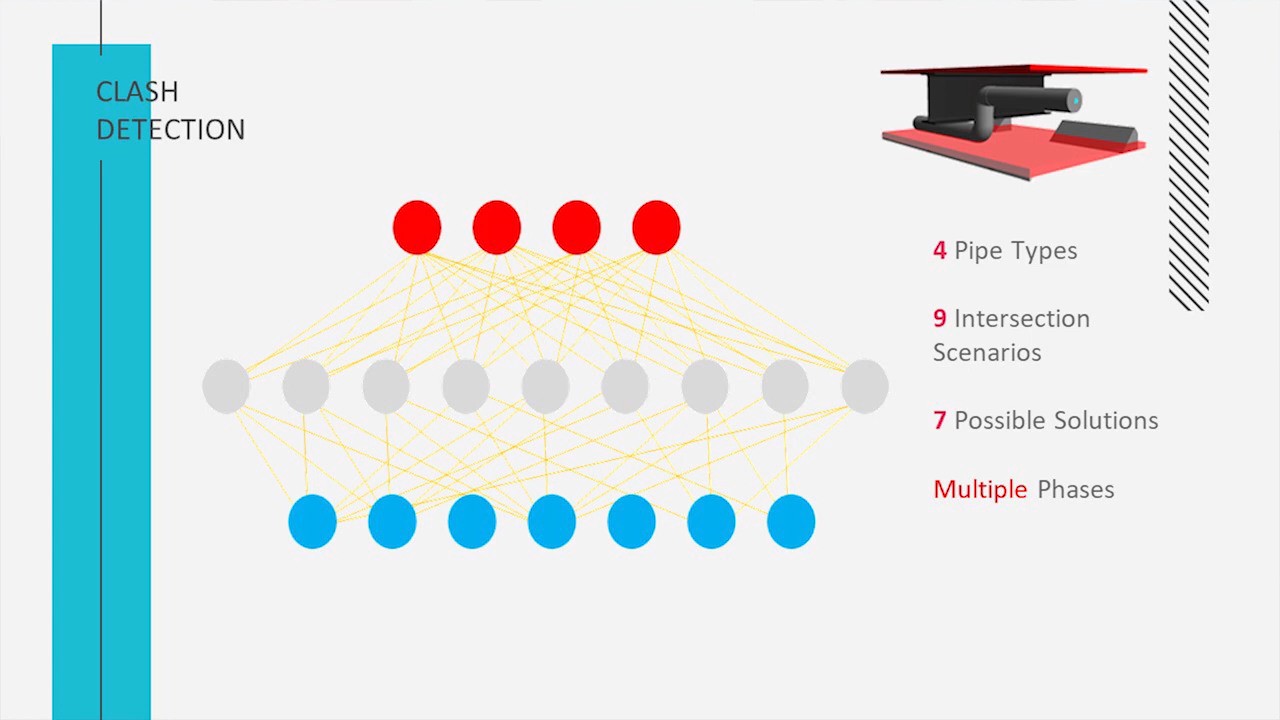 CLASH
DETECTION
4 Pipe Types
9 Intersection
Scenarios
7 Possible Solutions
Multiple Phases